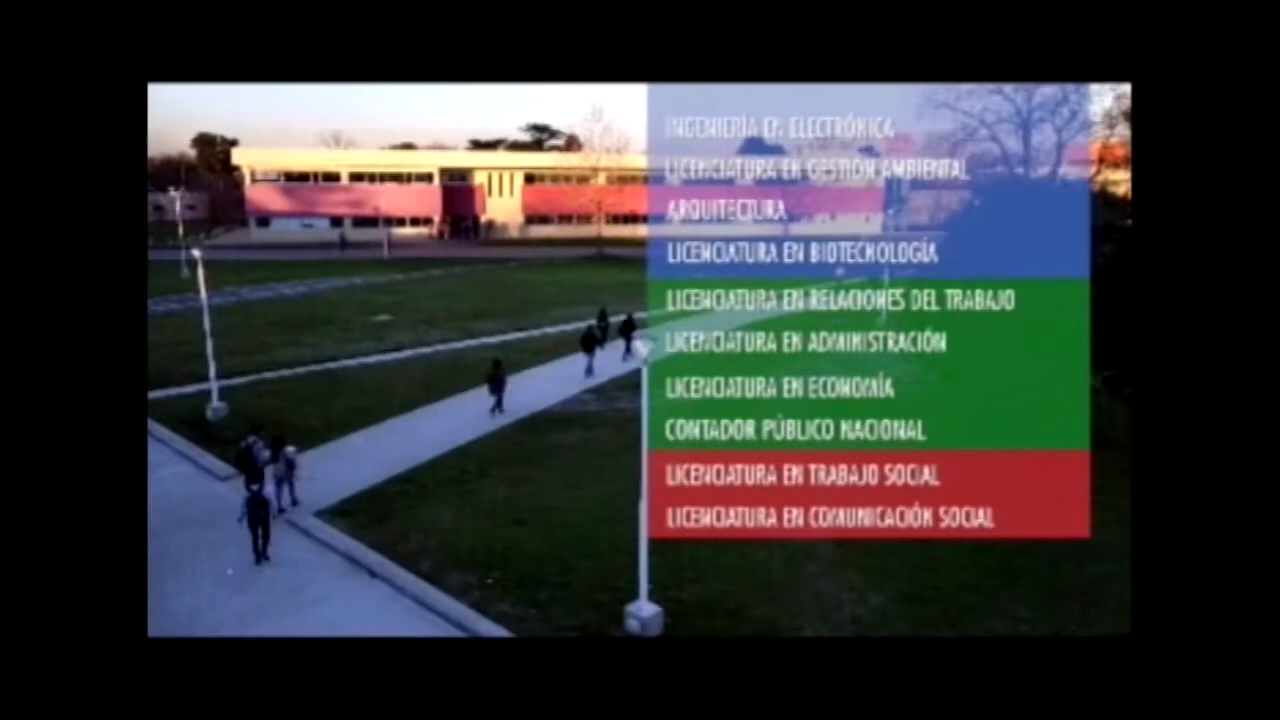 INGENIERÍA EN ELECTRÓNICA
LICENCIATURA EN GESTIÓN AMBIENTAL
ARQUITECTURA
LICENCIATURA EN BIOTECNOLOGÍA
LICENCIATURA EN RELACIONES DEL TRABAJO
LICENCIATURA EN ADMINISTRACIÓN
LICENCIATURA EN ECONOMÍA
CONTADOR PÚBLICO NACIONAL
LICENCIATURA EN TRABAJO SOCIAL
LICENCIATURA EN COMUNICACIÓN SOCIAL